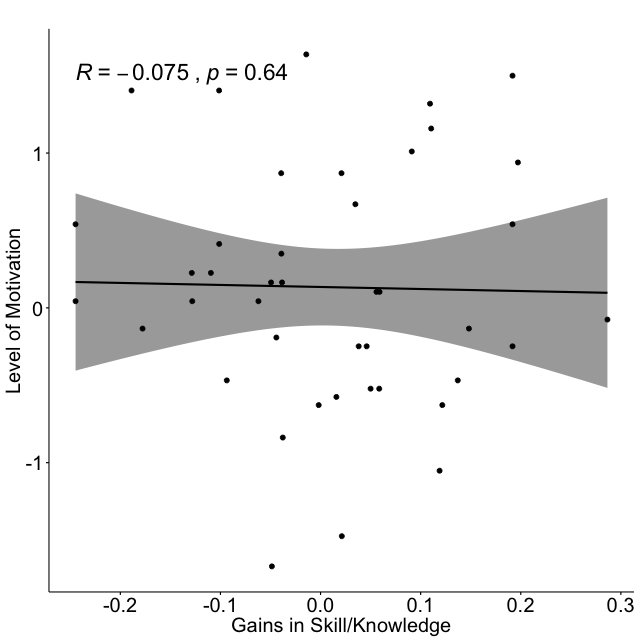 R = −0.075 , p = 0.64
Level of Motivation
1
0
-1
-0.2 -0.1 0.0 0.1 0.2 0.3
Gains in Skill/Knowledge